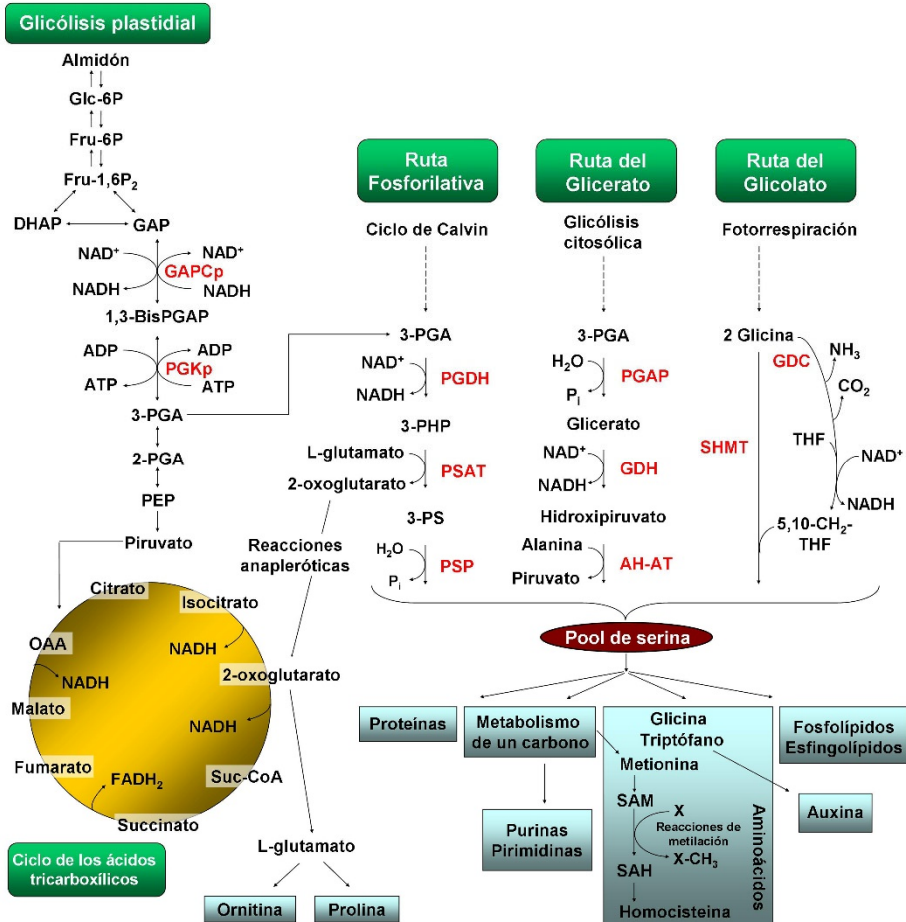 Glicólisis plastidial
Almidón
Glc-6P
Fru-6P
Fru-1,6P2
DHAP
GAP
NAD+
NAD+
GAPCp
NADH
NADH
1,3-BisPGAP
ADP
ADP
PGKp
ATP
ATP
3-PGA
2-PGA
PEP
Piruvato
Citrato
Isocitrato
OAA
NADH
NADH
2-oxoglutarato
Malato
NADH
Fumarato
FADH2
Suc-CoA
Succinato
Ciclo de los ácidos
tricarboxílicos
Ruta
Fosforilativa
Ciclo de Calvin
3-PGA
NAD+
PGDH
NADH
3-PHP
L-glutamato
PSAT
2-oxoglutarato
3-PS
H2O
PSP
Pi
Reacciones
anapleróticas
L-glutamato
Ornitina
Prolina
Ruta del
Glicerato
Glicólisis
citosólica
3-PGA
H2O
PGAP
Pi
Glicerato
NAD+
GDH
NADH
Hidroxipiruvato
Alanina
AH-AT
Piruvato
Ruta del
Glicolato
Fotorrespiración
2 Glicina
NH3
GDC
CO2
THF
SHMT
NAD+
NADH
5,10-CH2-
THF
Pool de serina
Proteínas
Metabolismo
de un carbono
Purinas
Pirimidinas
Glicina
Triptófano
Metionina
SAM
X
Reacciones de
metilación
X-CH3
SAH
Homocisteina
Aminoácidos
Fosfolípidos
Esfingolípidos
Auxina